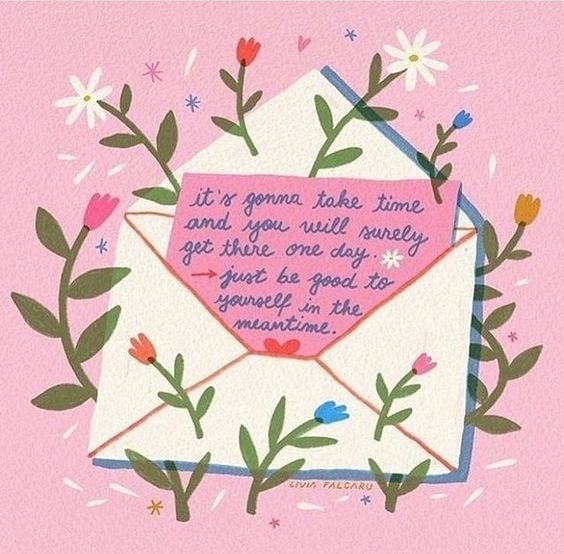 it's gonna take time
and you will surely
get there one day.
→ just be good to
yourself in the
meantime.
LIVIA FALCARU